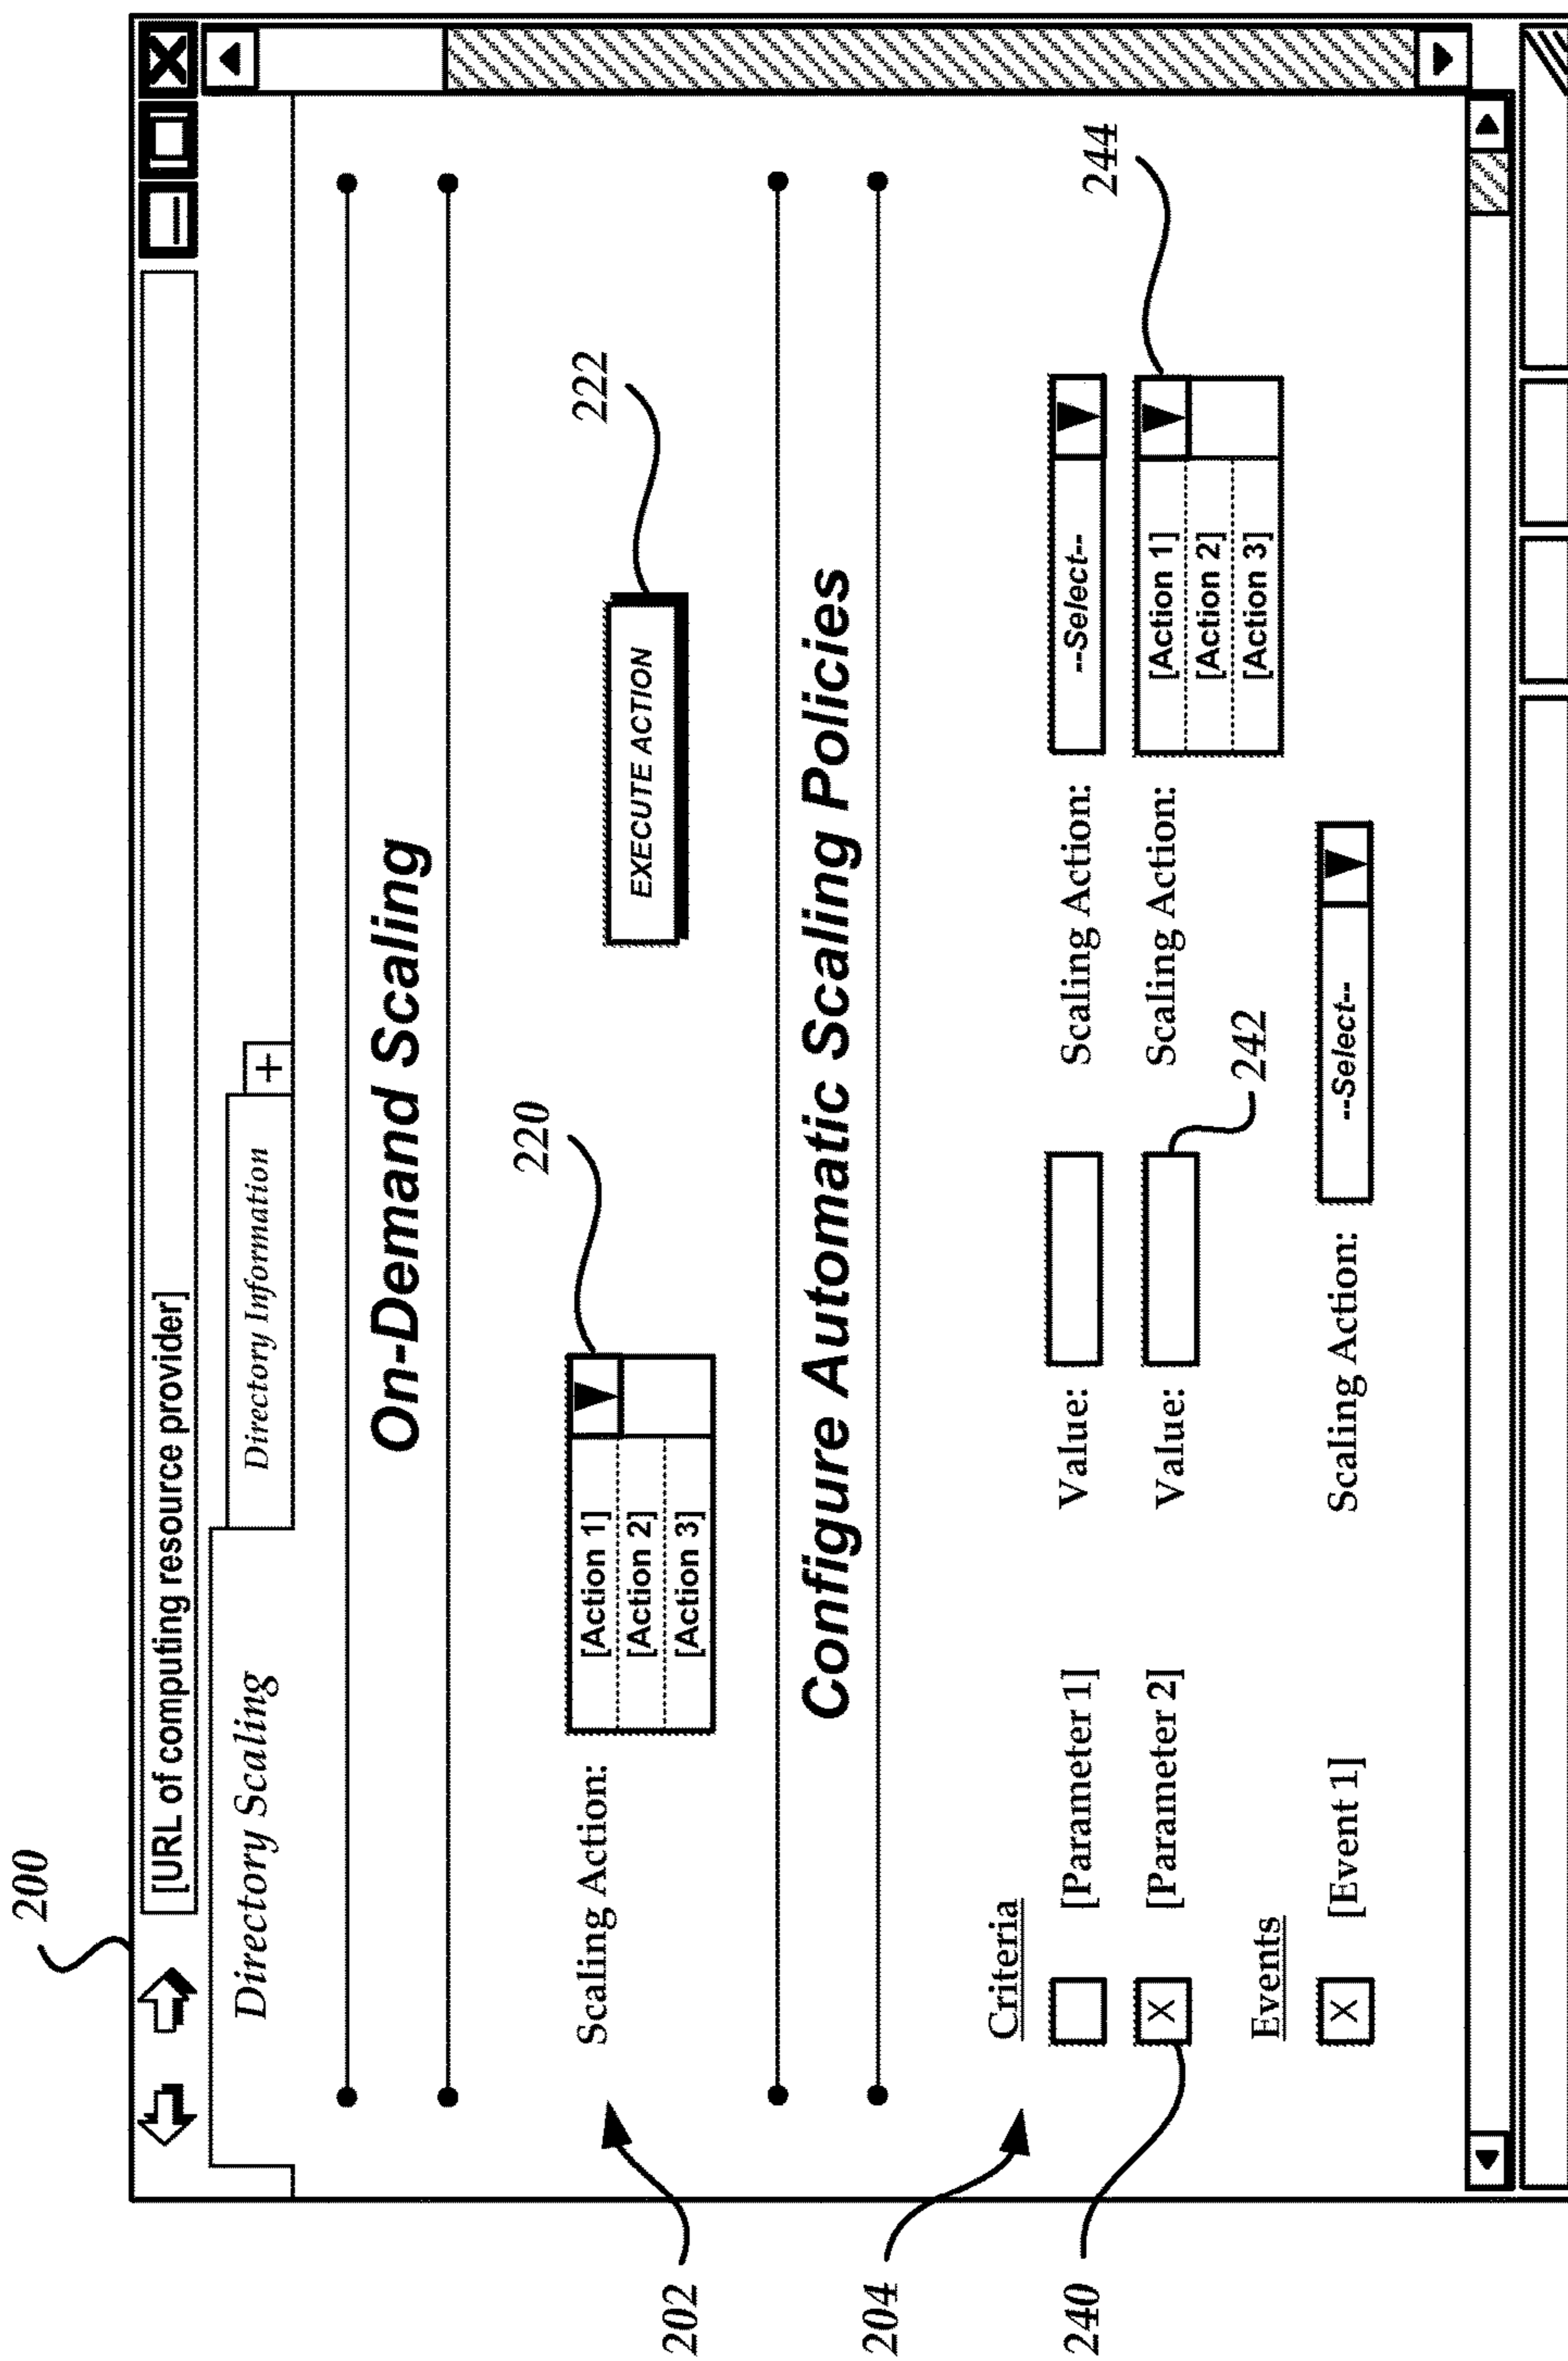 200
[URL of computing resource provider]
Directory Scaling
Directory Information
+
On-Demand Scaling
202
Scaling Action:
[Action 1]
[Action 2]
[Action 3]
220
EXECUTE ACTION
222
Configure Automatic Scaling Policies
204
Criteria
[Parameter 1] Value: Scaling Action: --Select--
240
X [Parameter 2] Value: Scaling Action: [Action 1]
[Action 2]
[Action 3]
242
244
Events
X [Event 1] Scaling Action: --Select--